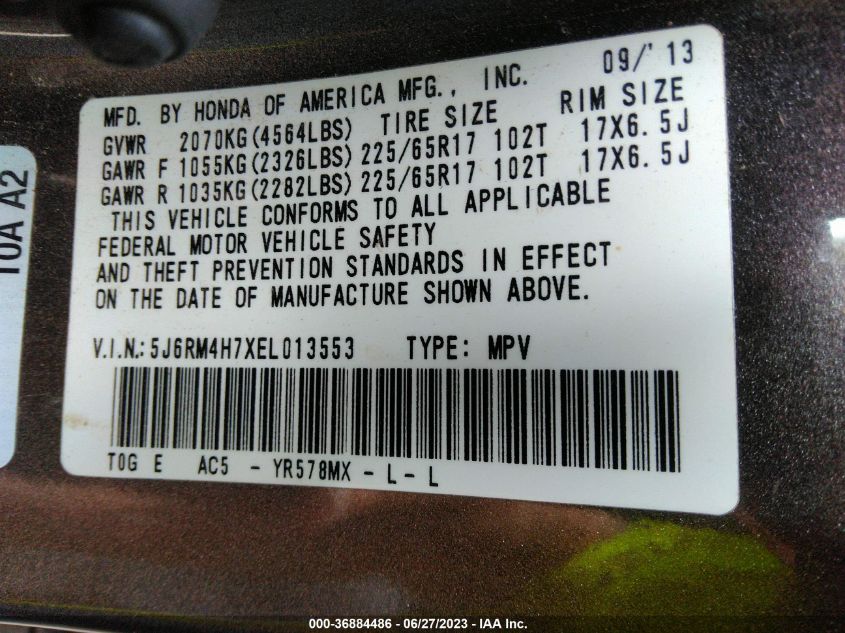 09/'13
MFD. BY HONDA OF AMERICA MFG., INC.
GVWR 2070KG(4564LBS) TIRE SIZE RIM SIZE
GAWR F 1055KG(2326LBS) 225/65R17 102T 17X6.5J
GAWR R 1035KG(2282LBS) 225/65R17 102T 17X6.5J
THIS VEHICLE CONFORMS TO ALL APPLICABLE
FEDERAL MOTOR VEHICLE SAFETY
AND THEFT PREVENTION STANDARDS IN EFFECT
ON THE DATE OF MANUFACTURE SHOWN ABOVE.
V.I.N.: 5J6RM4H7XEL013553 TYPE: MPV
T0G E AC5 - YR578MX - L - L
T0A A2
000-36884486 - 06/27/2023 - IAA Inc.